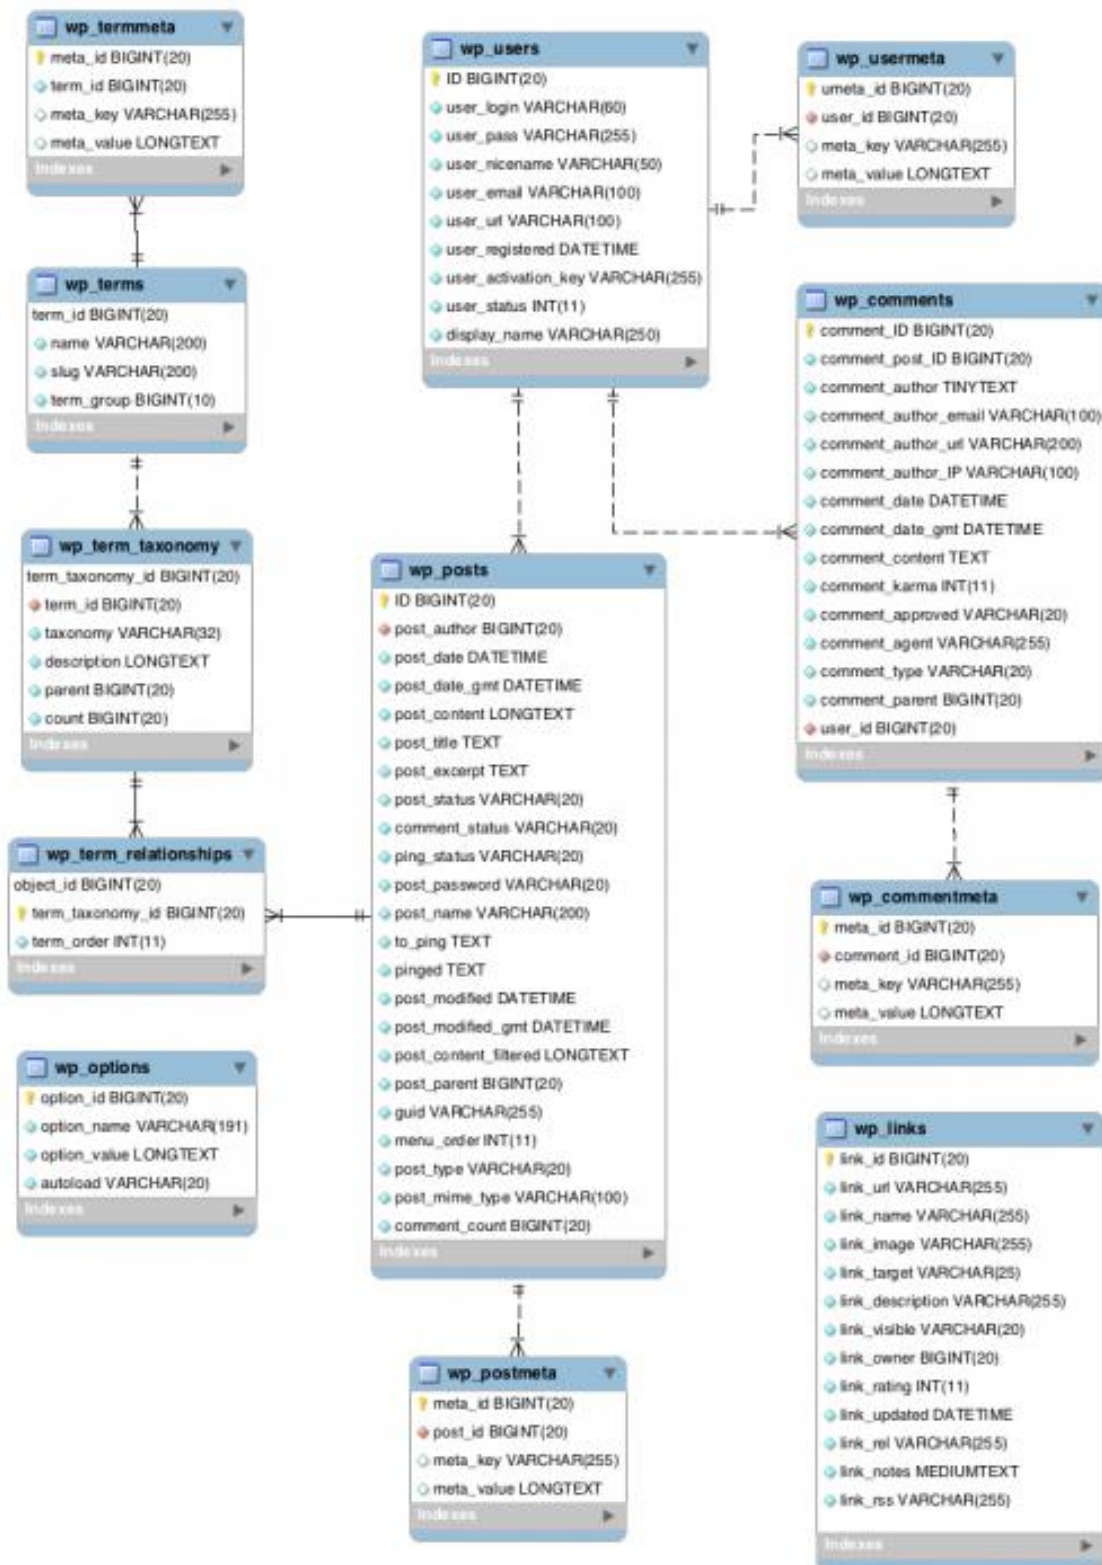 wp_termmeta
meta_id BIGINT(20)
term_id BIGINT(20)
meta_key VARCHAR(255)
meta_value LONGTEXT
Indexes
wp_terms
term_id BIGINT(20)
name VARCHAR(200)
slug VARCHAR(200)
term_group BIGINT(10)
Indexes
wp_term_taxonomy
term_taxonomy_id BIGINT(20)
term_id BIGINT(20)
taxonomy VARCHAR(32)
description LONGTEXT
parent BIGINT(20)
count BIGINT(20)
Indexes
wp_term_relationships
object_id BIGINT(20)
term_taxonomy_id BIGINT(20)
term_order INT(11)
Indexes
wp_options
option_id BIGINT(20)
option_name VARCHAR(191)
option_value LONGTEXT
autoload VARCHAR(20)
Indexes
wp_users
ID BIGINT(20)
user_login VARCHAR(60)
user_pass VARCHAR(255)
user_nicename VARCHAR(50)
user_email VARCHAR(100)
user_url VARCHAR(100)
user_registered DATETIME
user_activation_key VARCHAR(255)
user_status INT(11)
display_name VARCHAR(250)
Indexes
wp_posts
ID BIGINT(20)
post_author BIGINT(20)
post_date DATETIME
post_date_gmt DATETIME
post_content LONGTEXT
post_title TEXT
post_excerpt TEXT
post_status VARCHAR(20)
comment_status VARCHAR(20)
ping_status VARCHAR(20)
post_password VARCHAR(20)
post_name VARCHAR(200)
to_ping TEXT
pinged TEXT
post_modified DATETIME
post_modified_gmt DATETIME
post_content_filtered LONGTEXT
post_parent BIGINT(20)
guid VARCHAR(255)
menu_order INT(11)
post_type VARCHAR(20)
post_mime_type VARCHAR(100)
comment_count BIGINT(20)
Indexes
wp_postmeta
meta_id BIGINT(20)
post_id BIGINT(20)
meta_key VARCHAR(255)
meta_value LONGTEXT
Indexes
wp_usermeta
umeta_id BIGINT(20)
user_id BIGINT(20)
meta_key VARCHAR(255)
meta_value LONGTEXT
Indexes
wp_comments
comment_ID BIGINT(20)
comment_post_ID BIGINT(20)
comment_author TINYTEXT
comment_author_email VARCHAR(100)
comment_author_url VARCHAR(200)
comment_author_IP VARCHAR(100)
comment_date DATETIME
comment_date_gmt DATETIME
comment_content TEXT
comment_karma INT(11)
comment_approved VARCHAR(20)
comment_agent VARCHAR(255)
comment_type VARCHAR(20)
comment_parent BIGINT(20)
user_id BIGINT(20)
Indexes
wp_commentmeta
meta_id BIGINT(20)
comment_id BIGINT(20)
meta_key VARCHAR(255)
meta_value LONGTEXT
Indexes
wp_links
link_id BIGINT(20)
link_url VARCHAR(255)
link_name VARCHAR(255)
link_image VARCHAR(255)
link_target VARCHAR(25)
link_description VARCHAR(255)
link_visible VARCHAR(20)
link_owner BIGINT(20)
link_rating INT(11)
link_updated DATETIME
link_rel VARCHAR(255)
link_notes MEDIUMTEXT
link_rss VARCHAR(255)
Indexes